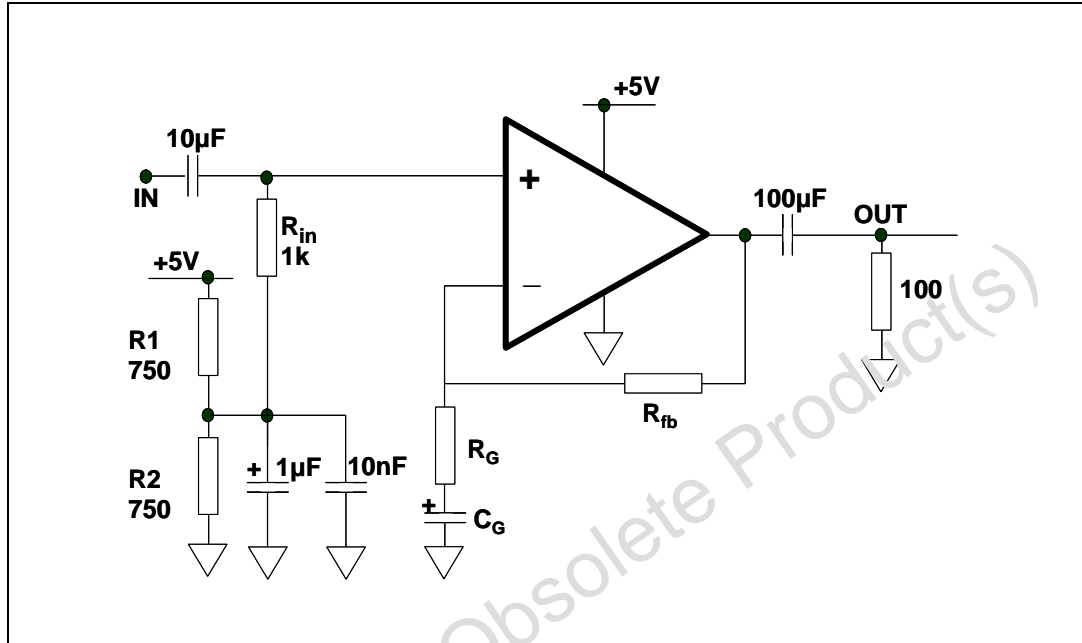 +5V
10µF
IN
+
Rin
1k
100µF
OUT
+5V
–
100
R1
750
Rfb
RG
R2
750
+
1µF
10nF
+
CG
Obsolete Product(s)